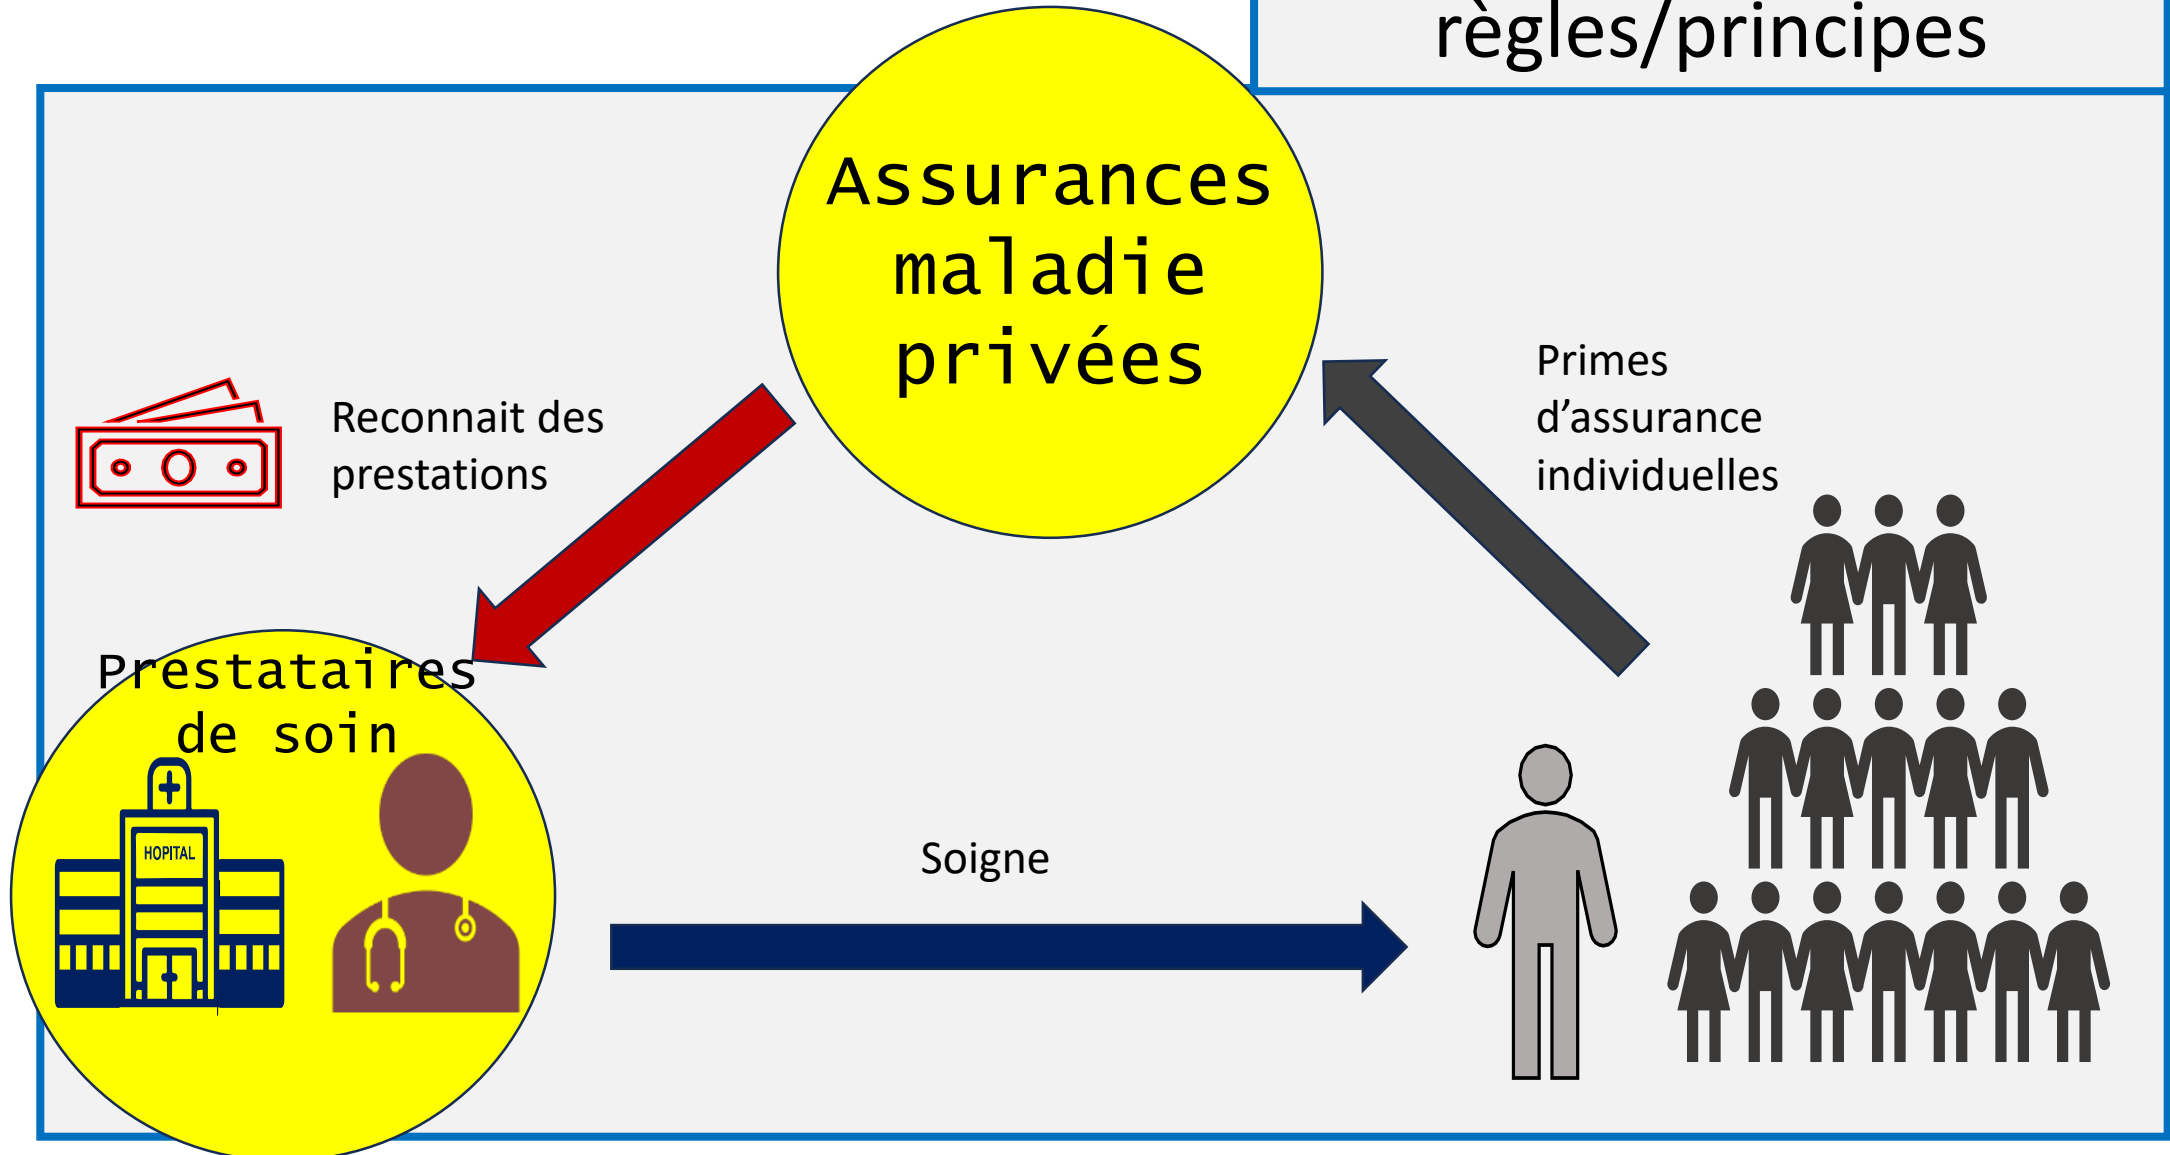 règles/principes
Assurances
maladie
privées
Primes
d’assurance
individuelles
Reconnait des
prestations
Prestataires
de soin
HOPITAL
Soigne